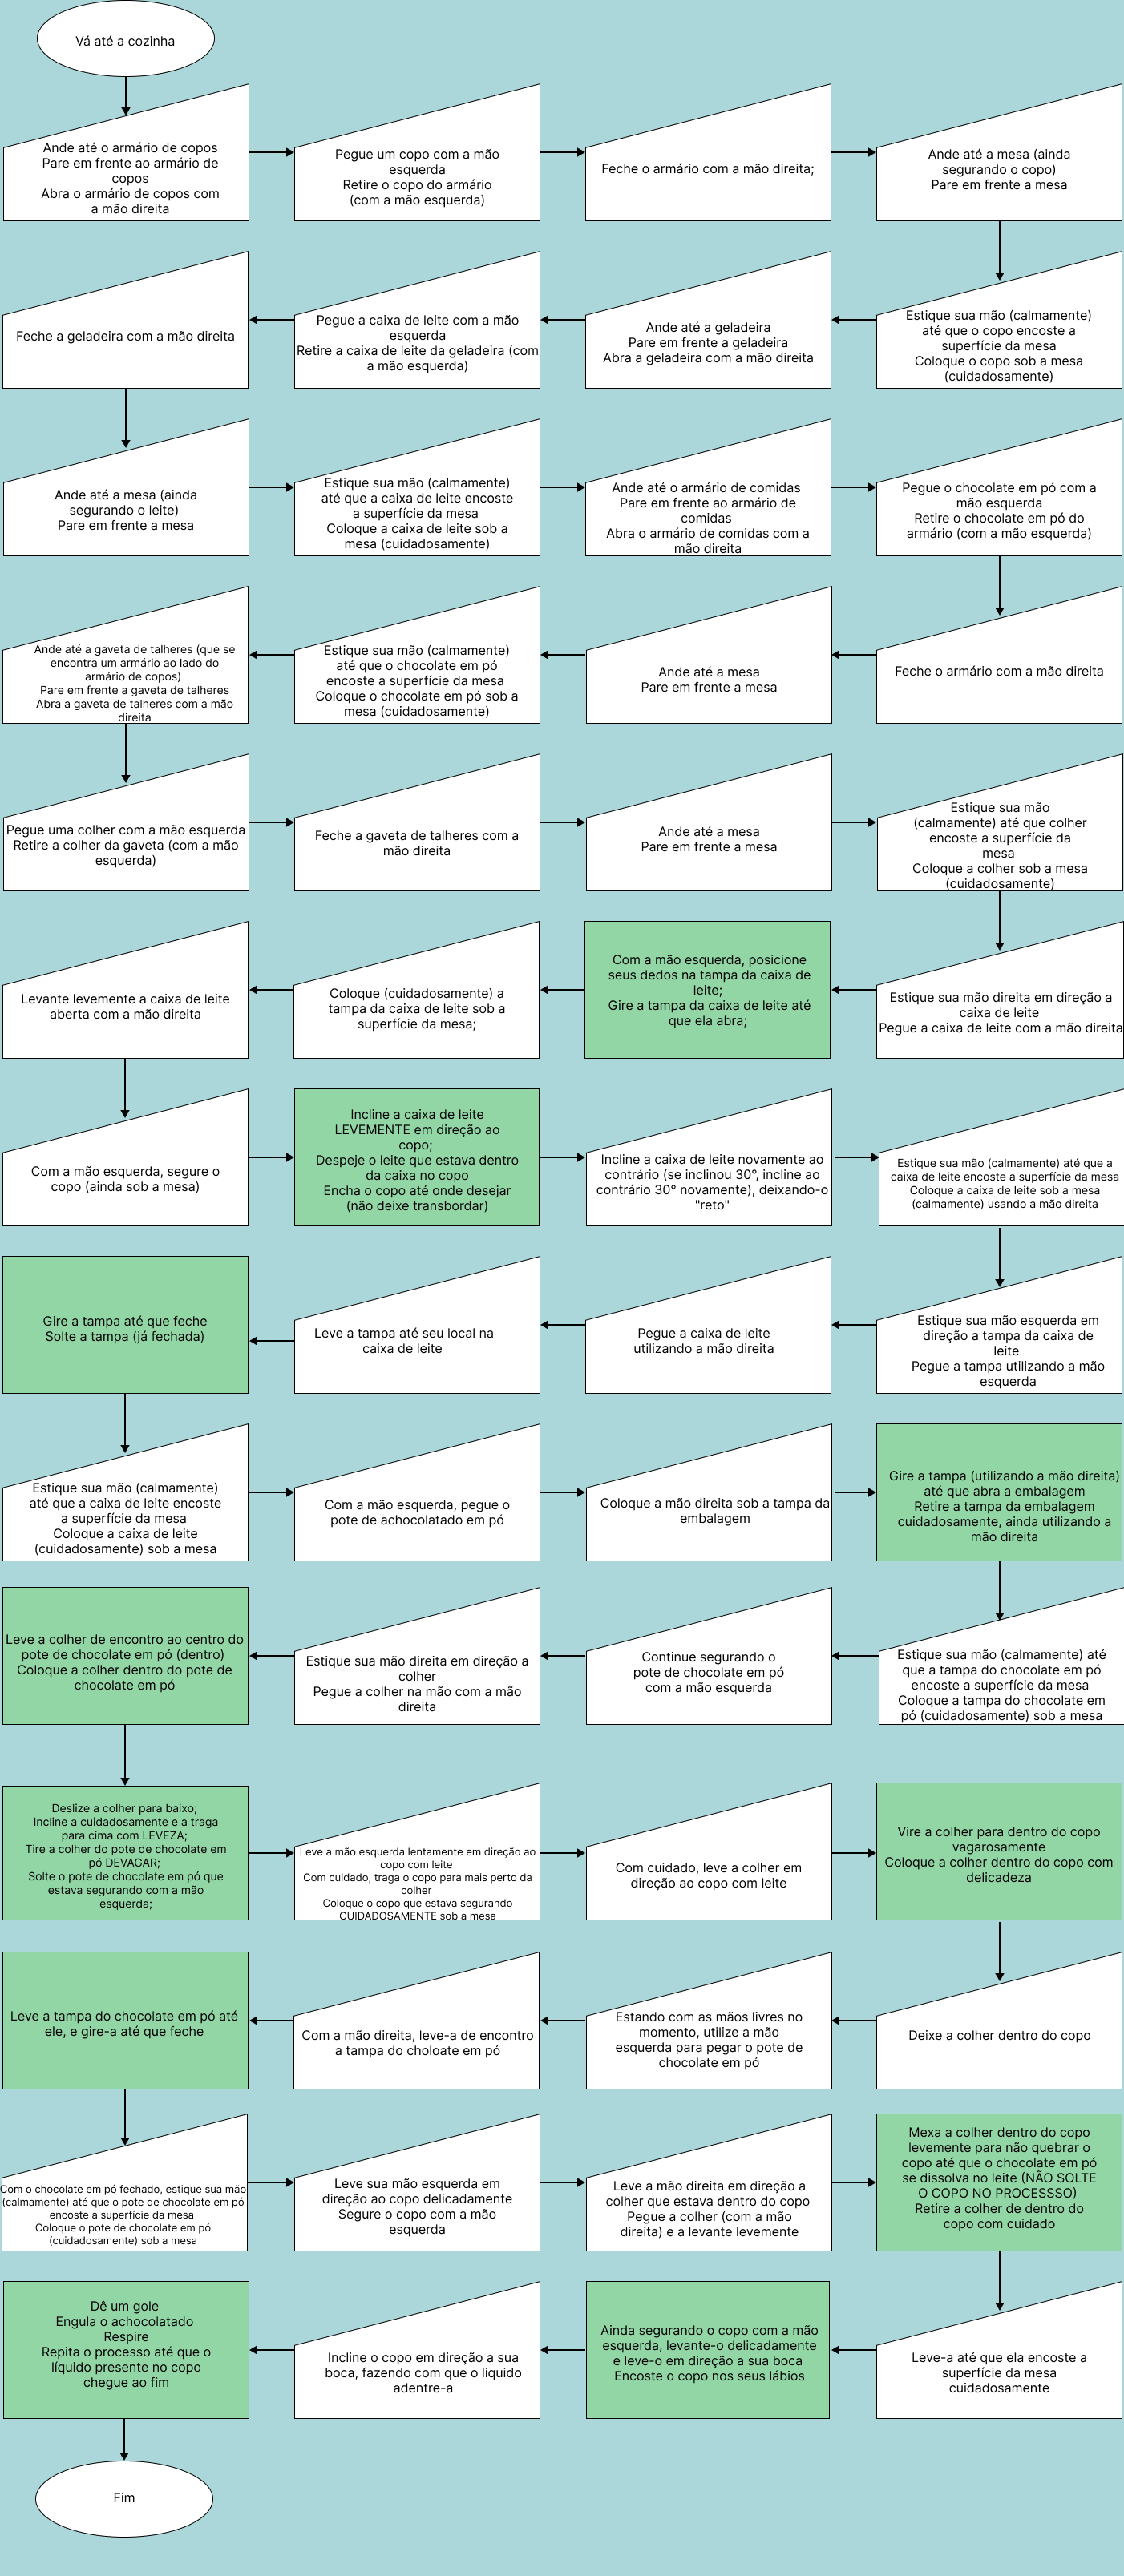 Vá até a cozinha
Ande até o armário de copos
Pare em frente ao armário de
copos
Abra o armário de copos com
a mão direita
Pegue um copo com a mão
esquerda
Retire o copo do armário
(com a mão esquerda)
Feche o armário com a mão direita;
Ande até a mesa (ainda
segurando o copo)
Pare em frente a mesa
Estique sua mão (calmamente)
até que o copo encoste a
superfície da mesa
Coloque o copo sob a mesa
(cuidadosamente)
Ande até a geladeira
Pare em frente a geladeira
Abra a geladeira com a mão direita
Pegue a caixa de leite com a mão
esquerda
Retire a caixa de leite da geladeira (com
a mão esquerda)
Feche a geladeira com a mão direita
Ande até a mesa (ainda
segurando o leite)
Pare em frente a mesa
Estique sua mão (calmamente)
até que a caixa de leite encoste
a superfície da mesa
Coloque a caixa de leite sob a
mesa (cuidadosamente)
Ande até o armário de comidas
Pare em frente ao armário de
comidas
Abra o armário de comidas com a
mão direita
Pegue o chocolate em pó com a
mão esquerda
Retire o chocolate em pó do
armário (com a mão esquerda)
Feche o armário com a mão direita
Ande até a mesa
Pare em frente a mesa
Estique sua mão (calmamente)
até que o chocolate em pó
encoste a superfície da mesa
Coloque o chocolate em pó sob a
mesa (cuidadosamente)
Ande até a gaveta de talheres (que se
encontra um armário ao lado do
armário de copos)
Pare em frente a gaveta de talheres
Abra a gaveta de talheres com a mão
direita
Pegue uma colher com a mão esquerda
Retire a colher da gaveta (com a mão
esquerda)
Feche a gaveta de talheres com a
mão direita
Ande até a mesa
Pare em frente a mesa
Estique sua mão
(calmamente) até que colher
encoste a superfície da
mesa
Coloque a colher sob a mesa
(cuidadosamente)
Estique sua mão direita em direção a
caixa de leite
Pegue a caixa de leite com a mão direita
Com a mão esquerda, posicione
seus dedos na tampa da caixa de
leite;
Gire a tampa da caixa de leite até
que ela abra;
Coloque (cuidadosamente) a
tampa da caixa de leite sob a
superfície da mesa;
Levante levemente a caixa de leite
aberta com a mão direita
Com a mão esquerda, segure o
copo (ainda sob a mesa)
Incline a caixa de leite
LEVEMENTE em direção ao
copo;
Despeje o leite que estava dentro
da caixa no copo
Encha o copo até onde desejar
(não deixe transbordar)
Incline a caixa de leite novamente ao
contrário (se inclinou 30°, incline ao
contrário 30° novamente), deixando-o
"reto"
Estique sua mão (calmamente) até que a
caixa de leite encoste a superfície da mesa
Coloque a caixa de leite sob a mesa
(calmamente) usando a mão direita
Estique sua mão esquerda em
direção a tampa da caixa de
leite
Pegue a tampa utilizando a mão
esquerda
Pegue a caixa de leite
utilizando a mão direita
Leve a tampa até seu local na
caixa de leite
Gire a tampa até que feche
Solte a tampa (já fechada)
Estique sua mão (calmamente)
até que a caixa de leite encoste
a superfície da mesa
Coloque a caixa de leite
(cuidadosamente) sob a mesa
Com a mão esquerda, pegue o
pote de achocolatado em pó
Coloque a mão direita sob a tampa da
embalagem
Gire a tampa (utilizando a mão direita)
até que abra a embalagem
Retire a tampa da embalagem
cuidadosamente, ainda utilizando a
mão direita
Estique sua mão (calmamente) até
que a tampa do chocolate em pó
encoste a superfície da mesa
Coloque a tampa do chocolate em
pó (cuidadosamente) sob a mesa
Continue segurando o
pote de chocolate em pó
com a mão esquerda
Estique sua mão direita em direção a
colher
Pegue a colher na mão com a mão
direita
Leve a colher de encontro ao centro do
pote de chocolate em pó (dentro)
Coloque a colher dentro do pote de
chocolate em pó
Deslize a colher para baixo;
Incline a cuidadosamente e a traga
para cima com LEVEZA;
Tire a colher do pote de chocolate em
pó DEVAGAR;
Solte o pote de chocolate em pó que
estava segurando com a mão
esquerda;
Leve a mão esquerda lentamente em direção ao
copo com leite
Com cuidado, traga o copo para mais perto da
colher
Coloque o copo que estava segurando
CUIDADOSAMENTE sob a mesa
Com cuidado, leve a colher em
direção ao copo com leite
Vire a colher para dentro do copo
vagarosamente
Coloque a colher dentro do copo com
delicadeza
Deixe a colher dentro do copo
Estando com as mãos livres no
momento, utilize a mão
esquerda para pegar o pote de
chocolate em pó
Com a mão direita, leve-a de encontro
a tampa do choloate em pó
Leve a tampa do chocolate em pó até
ele, e gire-a até que feche
Com o chocolate em pó fechado, estique sua mão
(calmamente) até que o pote de chocolate em pó
encoste a superfície da mesa
Coloque o pote de chocolate em pó
(cuidadosamente) sob a mesa
Leve sua mão esquerda em
direção ao copo delicadamente
Segure o copo com a mão
esquerda
Leve a mão direita em direção a
colher que estava dentro do copo
Pegue a colher (com a mão
direita) e a levante levemente
Mexa a colher dentro do copo
levemente para não quebrar o
copo até que o chocolate em pó
se dissolva no leite (NÃO SOLTE
O COPO NO PROCESSSO)
Retire a colher de dentro do
copo com cuidado
Leve-a até que ela encoste a
superfície da mesa
cuidadosamente
Ainda segurando o copo com a mão
esquerda, levante-o delicadamente
e leve-o em direção a sua boca
Encoste o copo nos seus lábios
Incline o copo em direção a sua
boca, fazendo com que o liquido
adentre-a
Dê um gole
Engula o achocolatado
Respire
Repita o processo até que o
líquido presente no copo
chegue ao fim
Fim